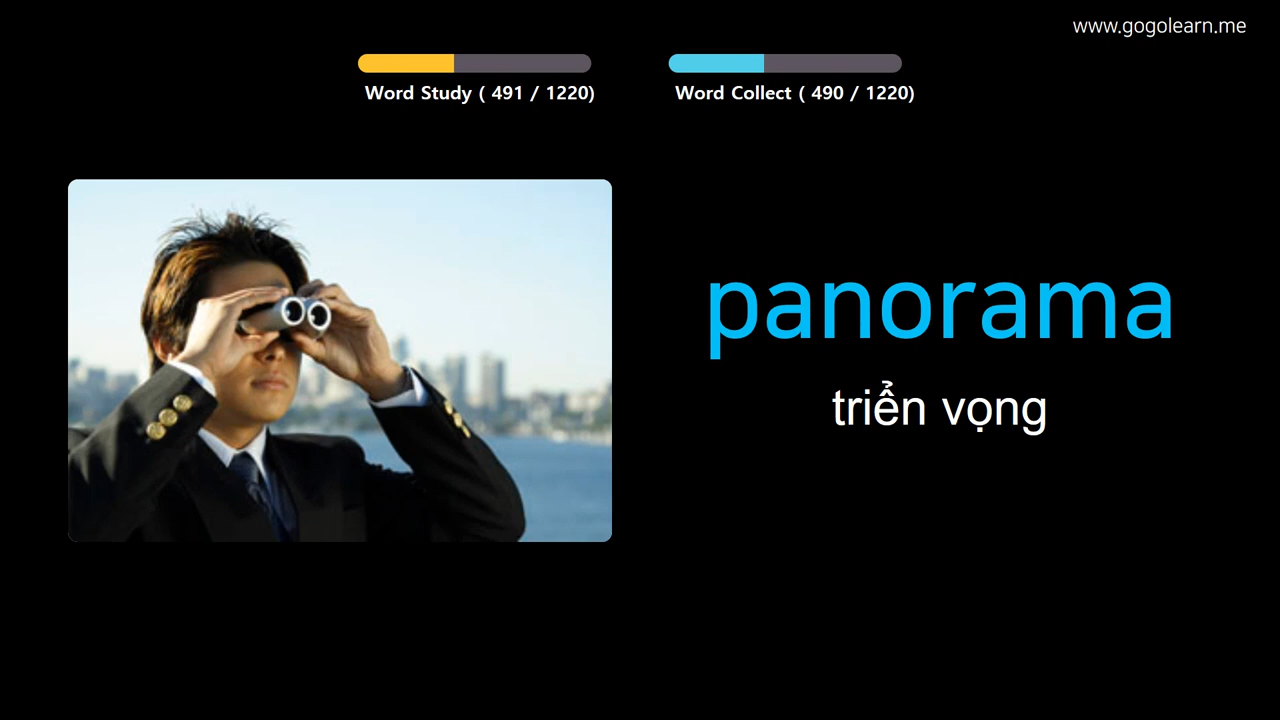 www.gogolearn.me
Word Study ( 491 / 1220)
Word Collect ( 490 / 1220)
panorama
triển vọng